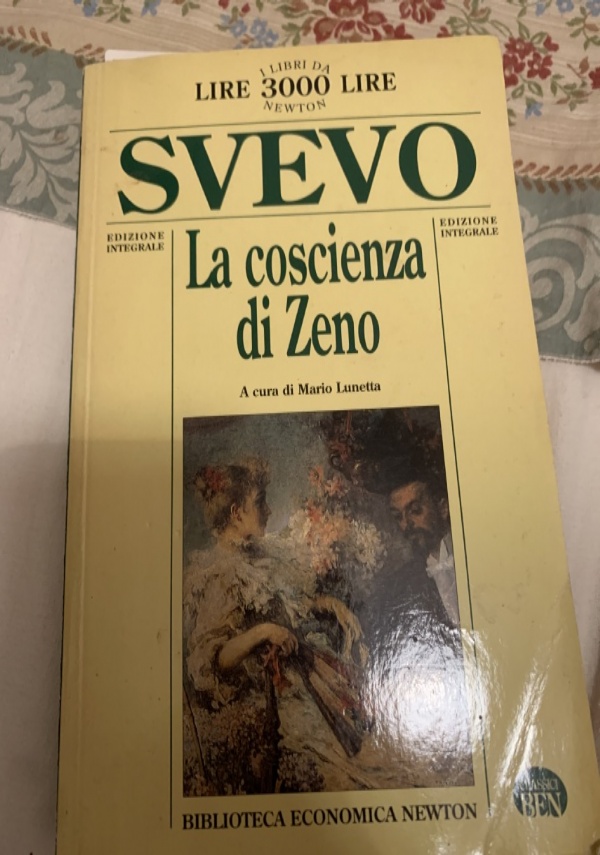 I LIBRI DA
LIRE 3000 LIRE
NEWTON
SVEVO
EDIZIONE
INTEGRALE
EDIZIONE
INTEGRALE
La coscienza
di Zeno
A cura di Mario Lunetta
BIBLIOTECA ECONOMICA NEWTON
CLASSICI
BEN